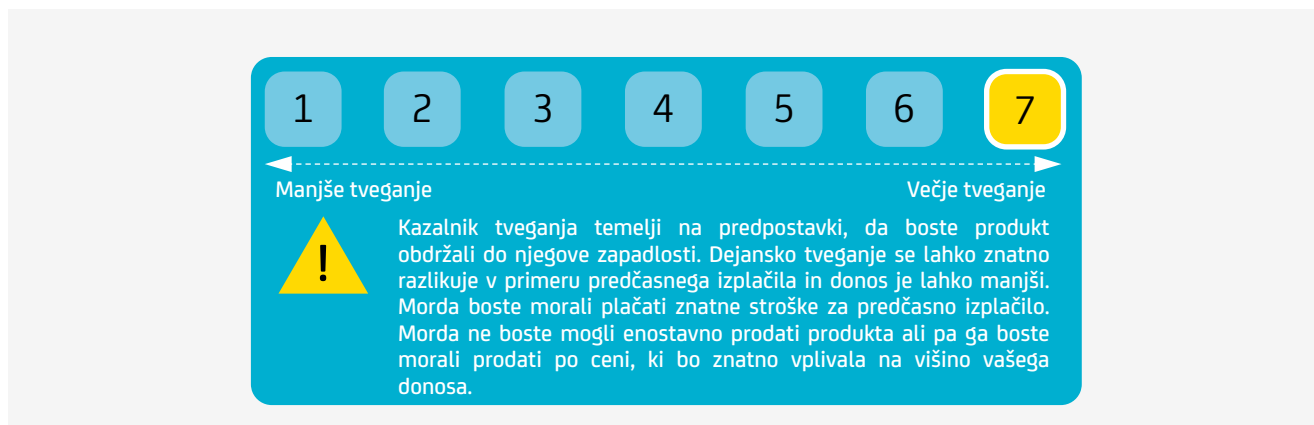 1 2 3 4 5 6 7
Manjše tveganje Večje tveganje
!
Kazalnik tveganja temelji na predpostavki, da boste produkt
obdržali do njegove zapadlosti. Dejansko tveganje se lahko znatno
razlikuje v primeru predčasnega izplačila in donos je lahko manjši.
Morda boste morali plačati znatne stroške za predčasno izplačilo.
Morda ne boste mogli enostavno prodati produkta ali pa ga boste
morali prodati po ceni, ki bo znatno vplivala na višino vašega
donosa.